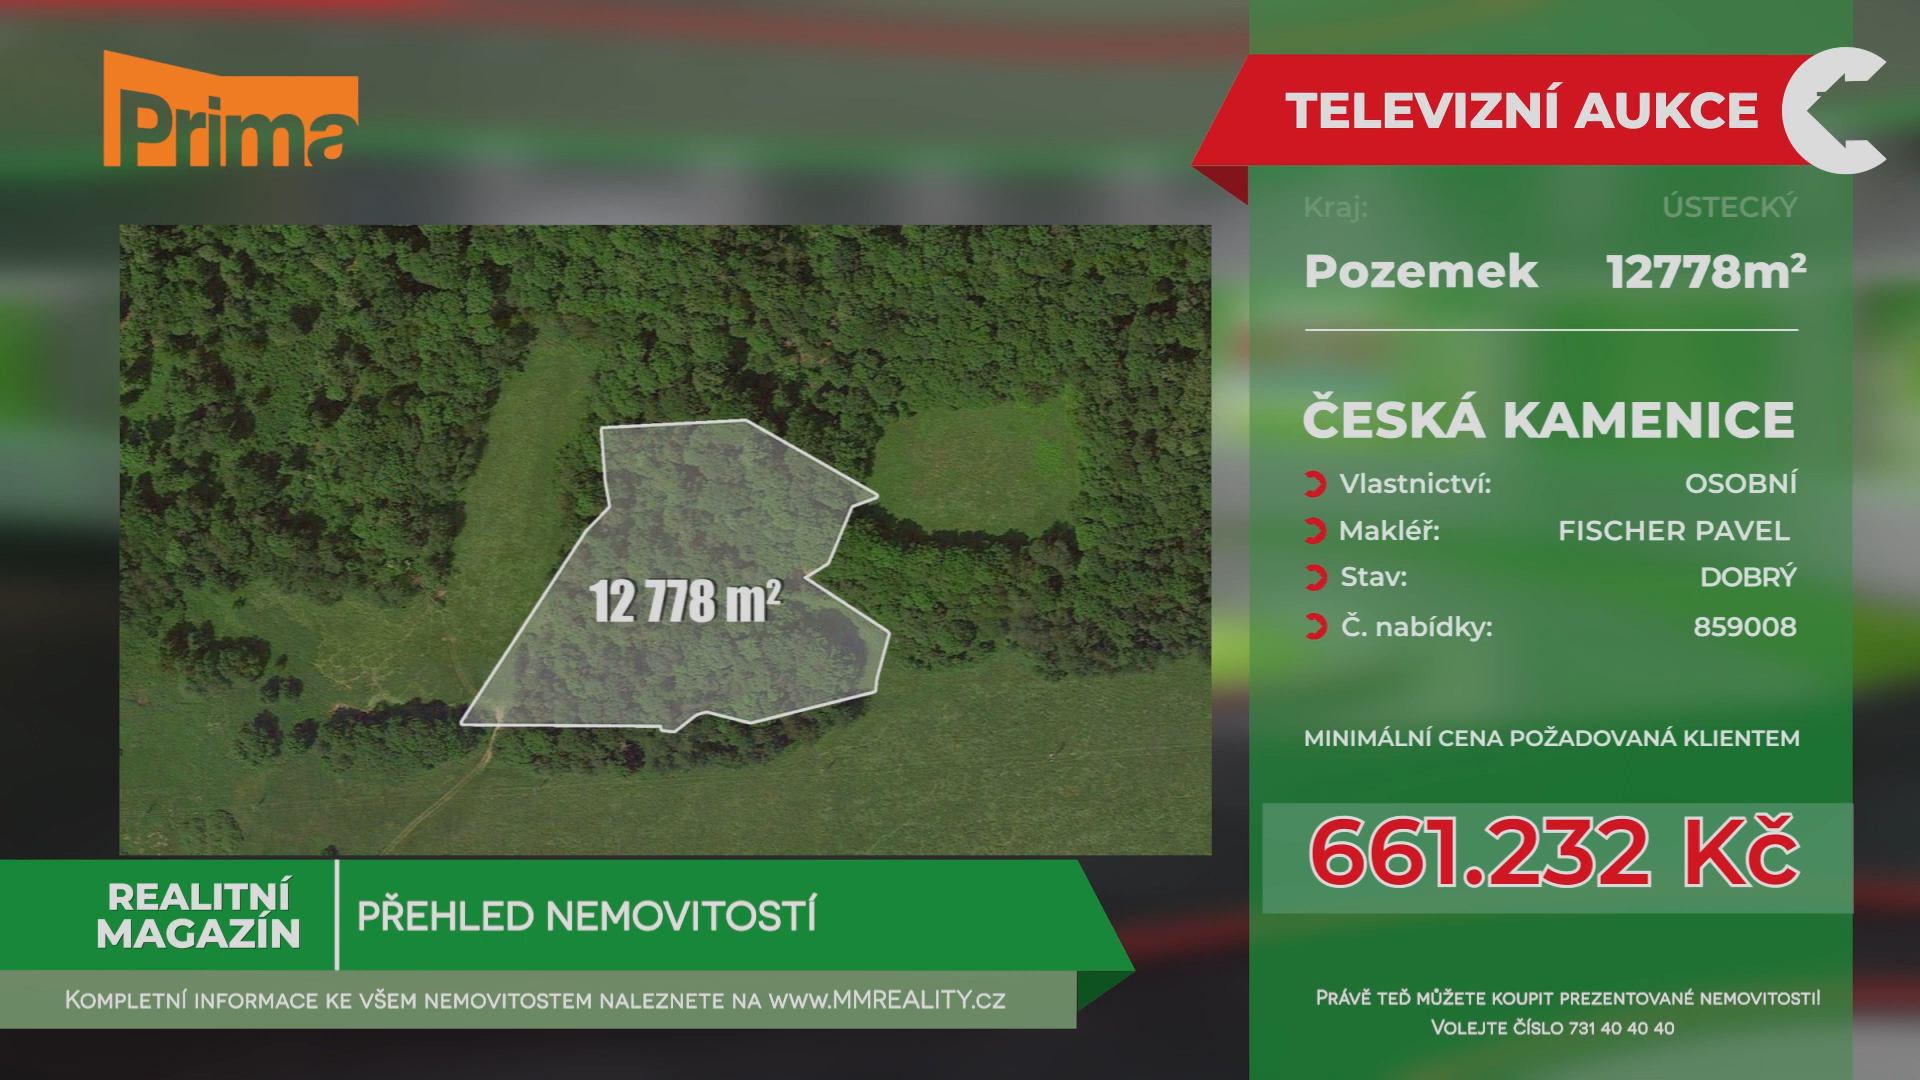 Prima
TELEVIZNÍ AUKCE
Kraj: ÚSTECKÝ
Pozemek 12778m²
ČESKÁ KAMENICE
Vlastnictví: OSOBNÍ
Makléř: FISCHER PAVEL
Stav: DOBRÝ
Č. nabídky: 859008
MINIMÁLNÍ CENA POŽADOVANÁ KLIENTEM
661.232 Kč
PRÁVĚ TEĎ MŮŽETE KOUPIT PREZENTOVANÉ NEMOVITOSTI!
VOLEJTE ČÍSLO 731 40 40 40
12 778 m²
REALITNÍ
MAGAZÍN
PŘEHLED NEMOVITOSTÍ
KOMPLETNÍ INFORMACE KE VŠEM NEMOVITOSTEM NALEZNETE NA WWW.MMREALITY.CZ